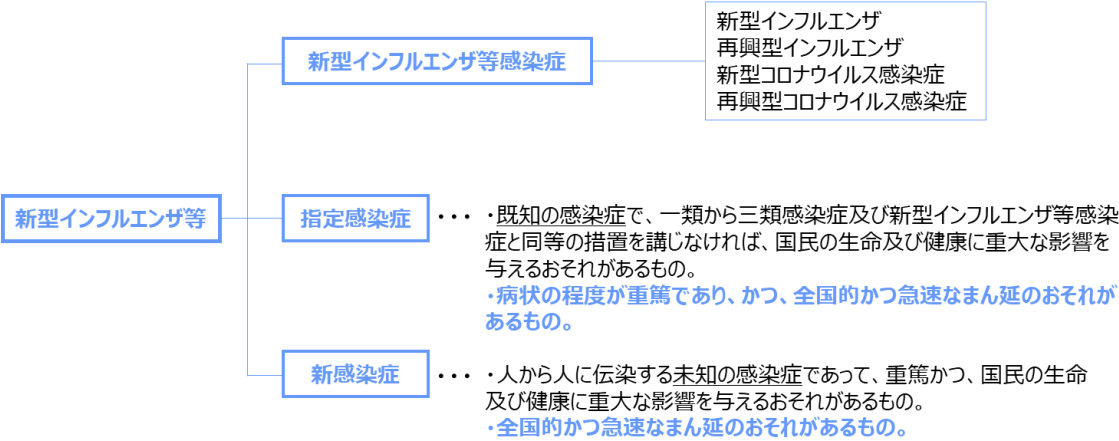 新型インフルエンザ
再興型インフルエンザ
新型コロナウイルス感染症
再興型コロナウイルス感染症
新型インフルエンザ等感染症
新型インフルエンザ等
指定感染症
・・・
・既知の感染症で、一類から三類感染症及び新型インフルエンザ等感染
症と同等の措置を講じなければ、国民の生命及び健康に重大な影響を
与えるおそれがあるもの。
・病状の程度が重篤であり、かつ、全国的かつ急速なまん延のおそれが
あるもの。
新感染症
・・・
・人から人に伝染する未知の感染症であって、重篤かつ、国民の生命
及び健康に重大な影響を与えるおそれがあるもの。
・全国的かつ急速なまん延のおそれがあるもの。